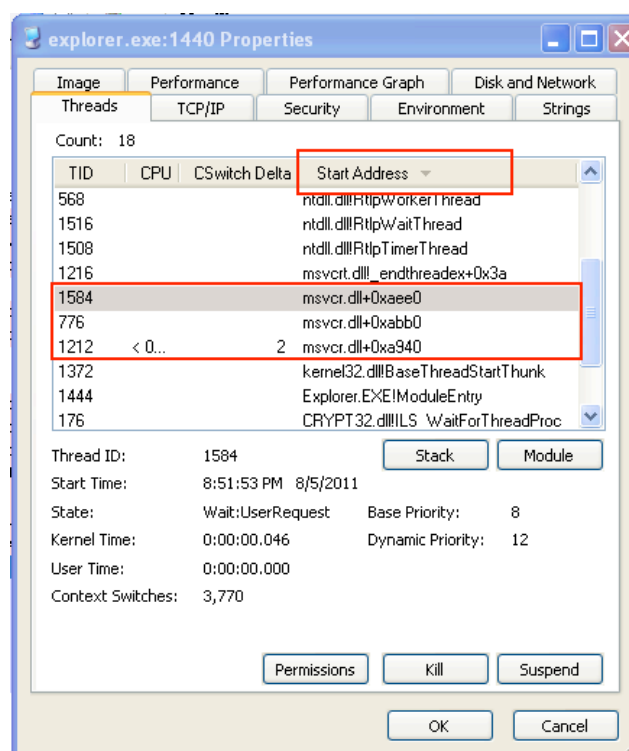 explorer.exe:1440 Properties
Image Performance Performance Graph Disk and Network
Threads TCP/IP Security Environment Strings
Count: 18
TID CPU CSwitch Delta Start Address
568 ntdll.dll!RtlpWorkerThread
1516 ntdll.dll!RtlpWaitThread
1508 ntdll.dll!RtlpTimerThread
1216 msvcrt.dll!_endthreadex+0x3a
1584 msvcr.dll+0xaee0
776 msvcr.dll+0xabb0
1212 < 0... 2 msvcr.dll+0xa940
1372 kernel32.dll!BaseThreadStartThunk
1444 Explorer.EXE!ModuleEntry
176 CRYPT32.dll!ILS_WaitForThreadProc
Thread ID: 1584 Stack Module
Start Time: 8:51:53 PM 8/5/2011
State: Wait:UserRequest Base Priority: 8
Kernel Time: 0:00:00.046 Dynamic Priority: 12
User Time: 0:00:00.000
Context Switches: 3,770
Permissions Kill Suspend
OK Cancel